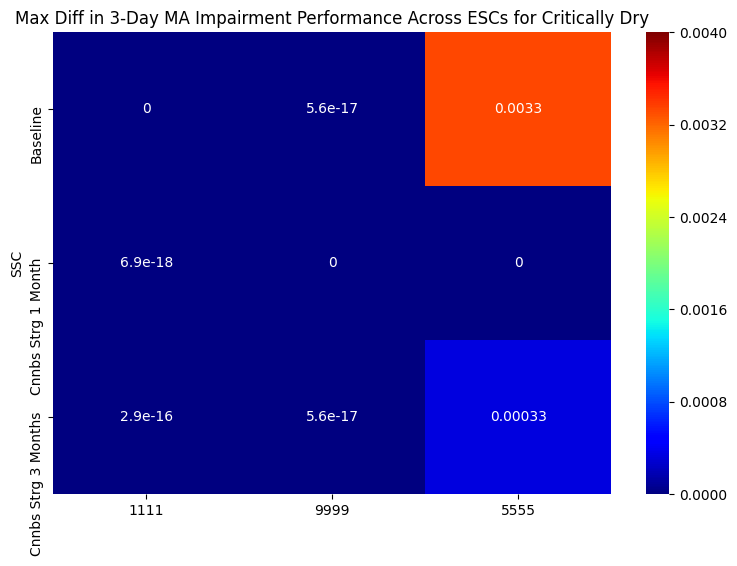 Max Diff in 3-Day MA Impairment Performance Across ESCs for Critically Dry
SSC
Baseline
Cnnbs Strg 1 Month
Cnnbs Strg 3 Months
0 5.6e-17 0.0033
6.9e-18 0 0
2.9e-16 5.6e-17 0.00033
1111 9999 5555
0.0040
0.0032
0.0024
0.0016
0.0008
0.0000